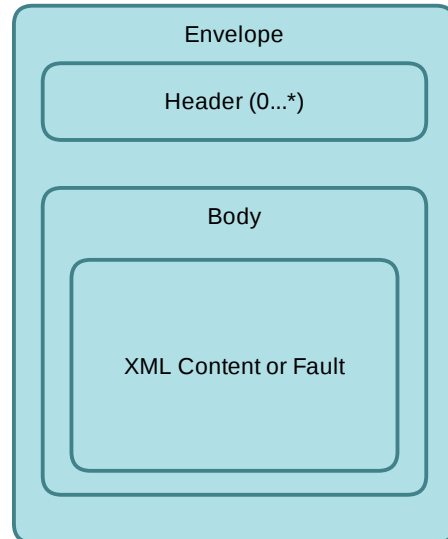 Envelope
Header (0...*)
Body
XML Content or Fault